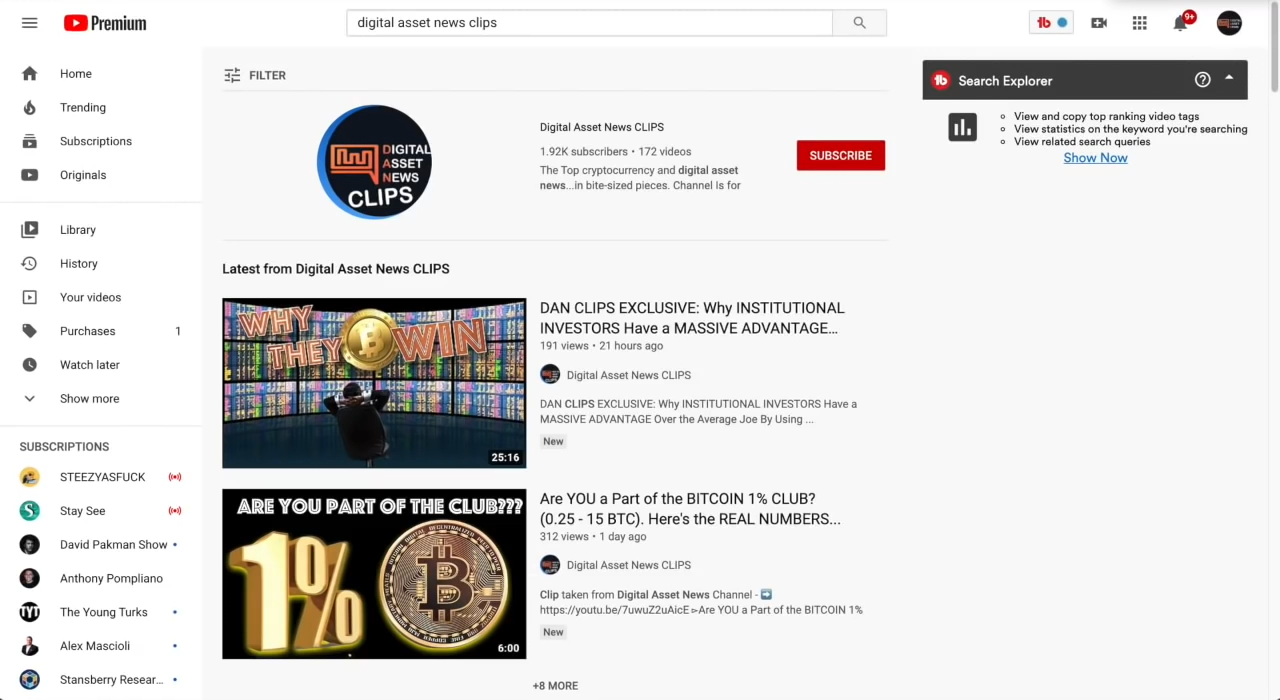 Premium
digital asset news clips
9+
Home
Trending
Subscriptions
Originals
Library
History
Your videos
Purchases 1
Watch later
Show more
SUBSCRIPTIONS
STEEZYASFUCK
Stay See
David Pakman Show •
Anthony Pompliano
TYT The Young Turks •
Alex Mascioli •
Stansberry Resear... •
FILTER
DIGITAL
ASSET
NEWS
CLIPS
Digital Asset News CLIPS
1.92K subscribers • 172 videos
The Top cryptocurrency and digital asset
news...in bite-sized pieces. Channel Is for
SUBSCRIBE
Latest from Digital Asset News CLIPS
WHY
THEY WIN
25:16
DAN CLIPS EXCLUSIVE: Why INSTITUTIONAL
INVESTORS Have a MASSIVE ADVANTAGE...
191 views • 21 hours ago
Digital Asset News CLIPS
DAN CLIPS EXCLUSIVE: Why INSTITUTIONAL INVESTORS Have a
MASSIVE ADVANTAGE Over the Average Joe By Using ...
New
ARE YOU PART OF THE CLUB???
1%
6:00
Are YOU a Part of the BITCOIN 1% CLUB?
(0.25 - 15 BTC). Here's the REAL NUMBERS...
312 views • 1 day ago
Digital Asset News CLIPS
Clip taken from Digital Asset News Channel - ➡️
https://youtu.be/7uwuZ2uAicE ▻Are YOU a Part of the BITCOIN 1%
New
+8 MORE
Search Explorer
View and copy top ranking video tags
View statistics on the keyword you're searching
View related search queries
Show Now